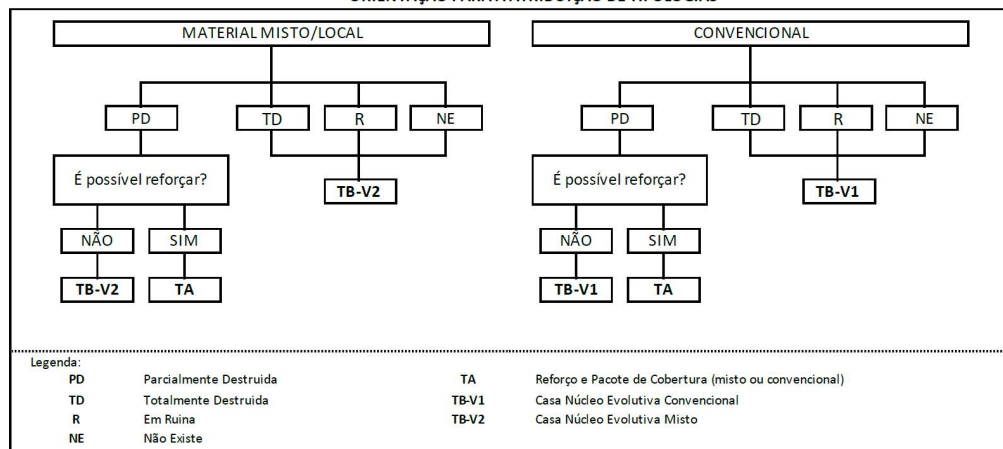 MATERIAL MISTO/LOCAL CONVENCIONAL
PD TD R NE PD TD R NE
É possível reforçar? TB-V2 É possível reforçar? TB-V1
NÃO SIM NÃO SIM
TB-V2 TA TB-V1 TA
Legenda:
PD Parcialmente Destruida TA Reforço e Pacote de Cobertura (misto ou convencional)
TD Totalmente Destruida TB-V1 Casa Núcleo Evolutiva Convencional
R Em Ruina TB-V2 Casa Núcleo Evolutiva Misto
NE Não Existe